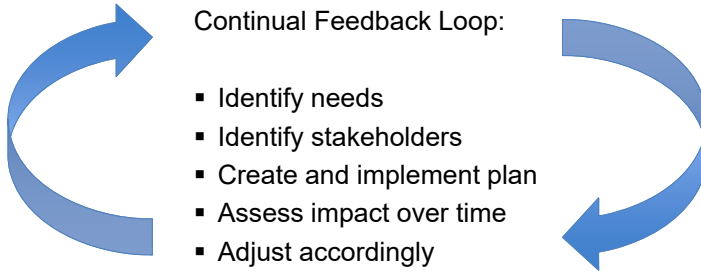 Continual Feedback Loop:
▪ Identify needs
▪ Identify stakeholders
▪ Create and implement plan
▪ Assess impact over time
▪ Adjust accordingly